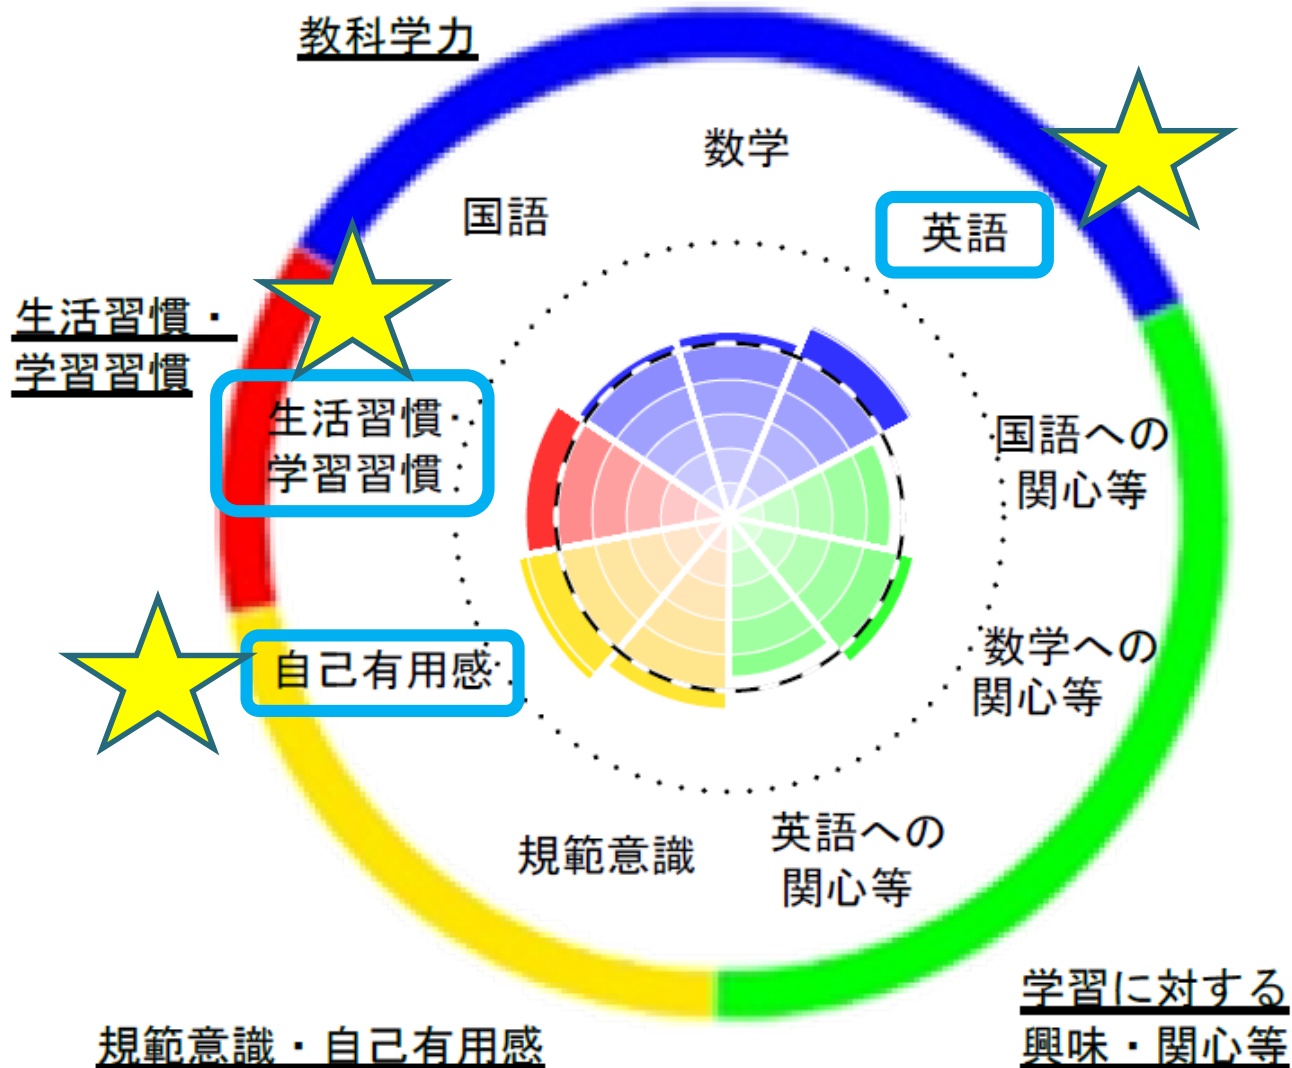 教科学力
数学
国語
英語
生活習慣・
学習習慣
生活習慣・
学習習慣
国語への
関心等
自己有用感
数学への
関心等
規範意識
英語への
関心等
学習に対する
興味・関心等
規範意識・自己有用感